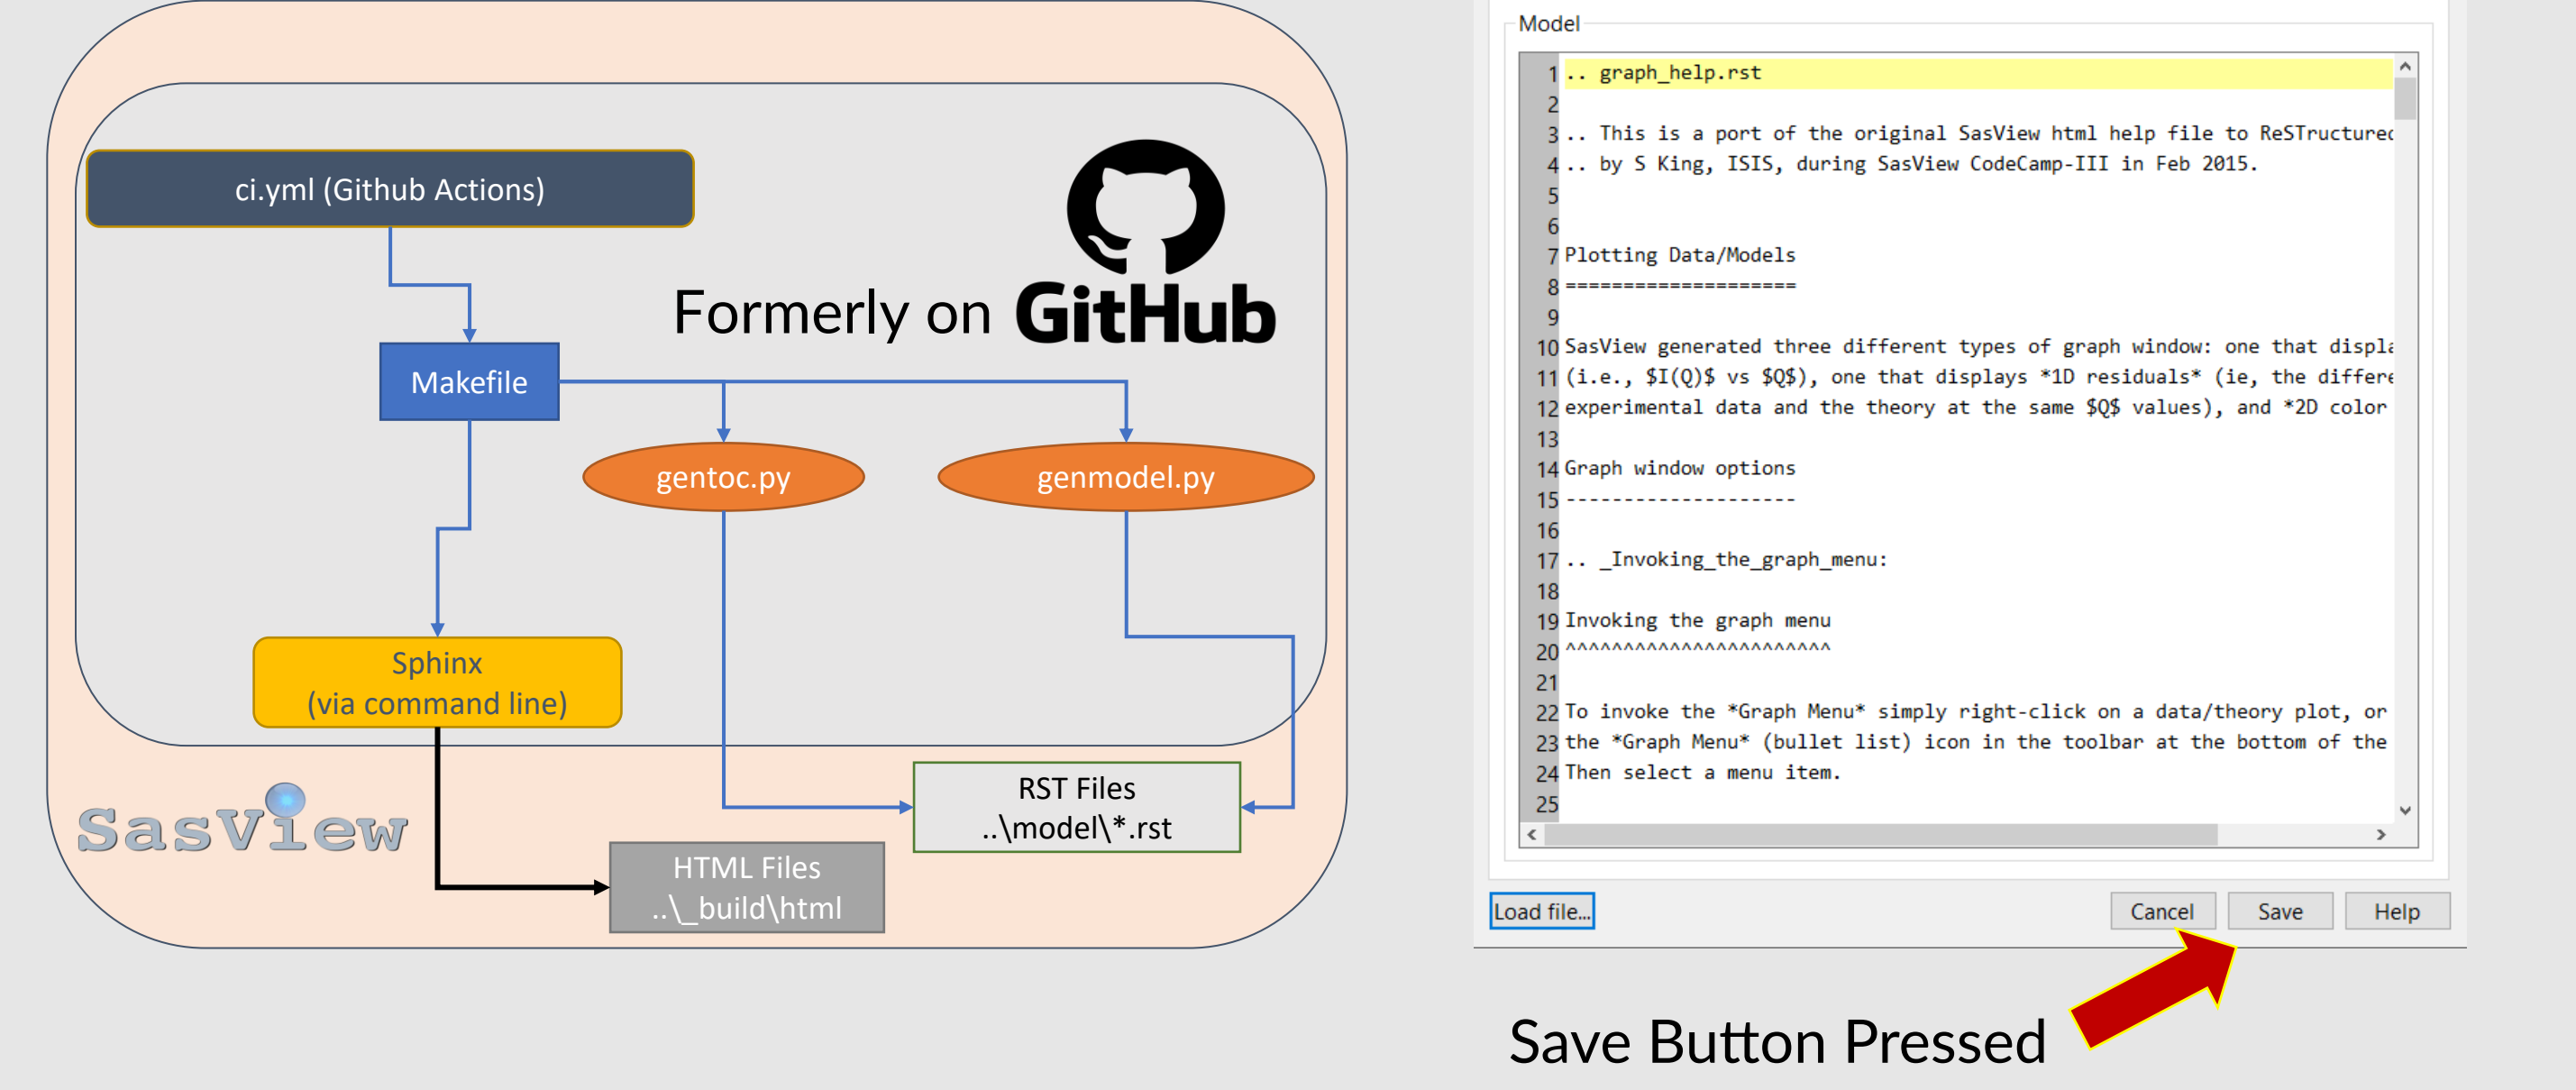 ci.yml (Github Actions)
Formerly on GitHub
Makefile
gentoc.py
genmodel.py
Sphinx
(via command line)
SasView
RST Files
..\model\*.rst
HTML Files
..\_build\html
Model
1 .. graph_help.rst
2
3 .. This is a port of the original SasView html help file to ReSTructured
4 .. by S King, ISIS, during SasView CodeCamp-III in Feb 2015.
5
6
7 Plotting Data/Models
8 ====================
9
10 SasView generated three different types of graph window: one that displa
11 (i.e., $I(Q)$ vs $Q$), one that displays *1D residuals* (ie, the differe
12 experimental data and the theory at the same $Q$ values), and *2D color
13
14 Graph window options
15 --------------------
16
17 .. _Invoking_the_graph_menu:
18
19 Invoking the graph menu
20 ^^^^^^^^^^^^^^^^^^^^^^^
21
22 To invoke the *Graph Menu* simply right-click on a data/theory plot, or
23 the *Graph Menu* (bullet list) icon in the toolbar at the bottom of the
24 Then select a menu item.
25
Load file...
Cancel
Save
Help
Save Button Pressed